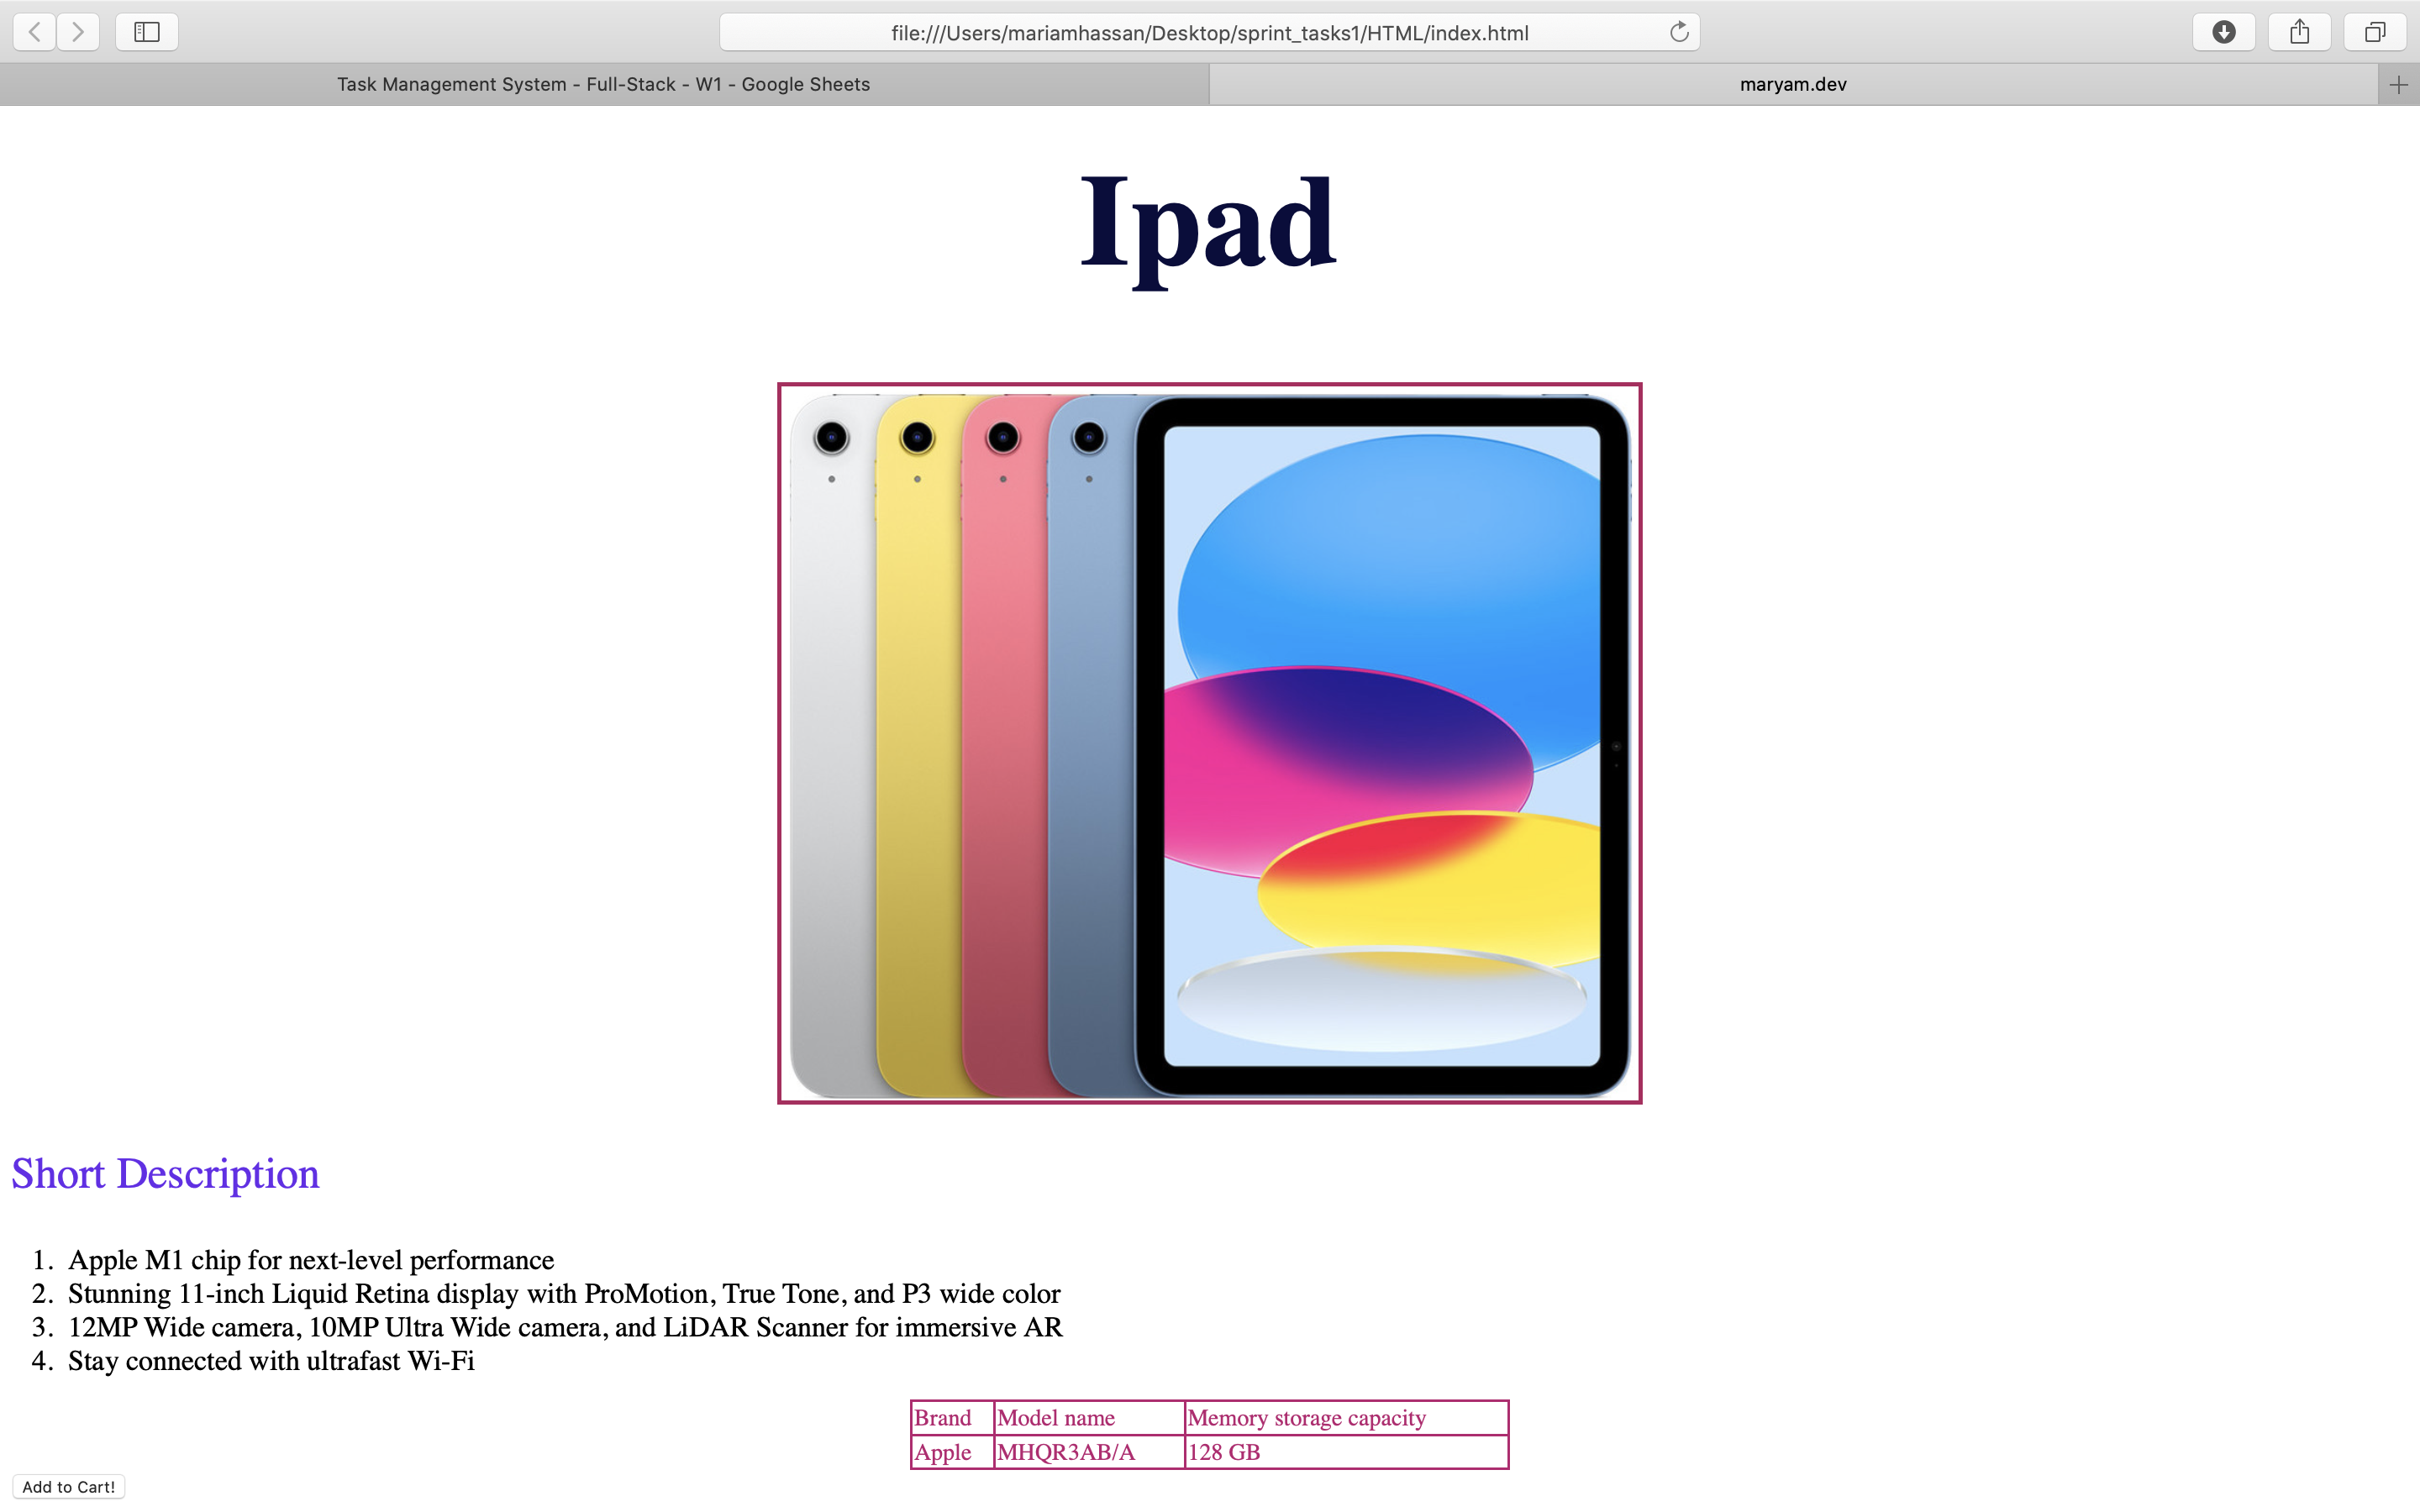 file:///Users/mariamhassan/Desktop/sprint_tasks1/HTML/index.html
Task Management System - Full-Stack - W1 - Google Sheets
maryam.dev
Ipad
Short Description
1. Apple M1 chip for next-level performance
2. Stunning 11-inch Liquid Retina display with ProMotion, True Tone, and P3 wide color
3. 12MP Wide camera, 10MP Ultra Wide camera, and LiDAR Scanner for immersive AR
4. Stay connected with ultrafast Wi-Fi
Brand Model name Memory storage capacity
Apple MHQR3AB/A 128 GB
Add to Cart!